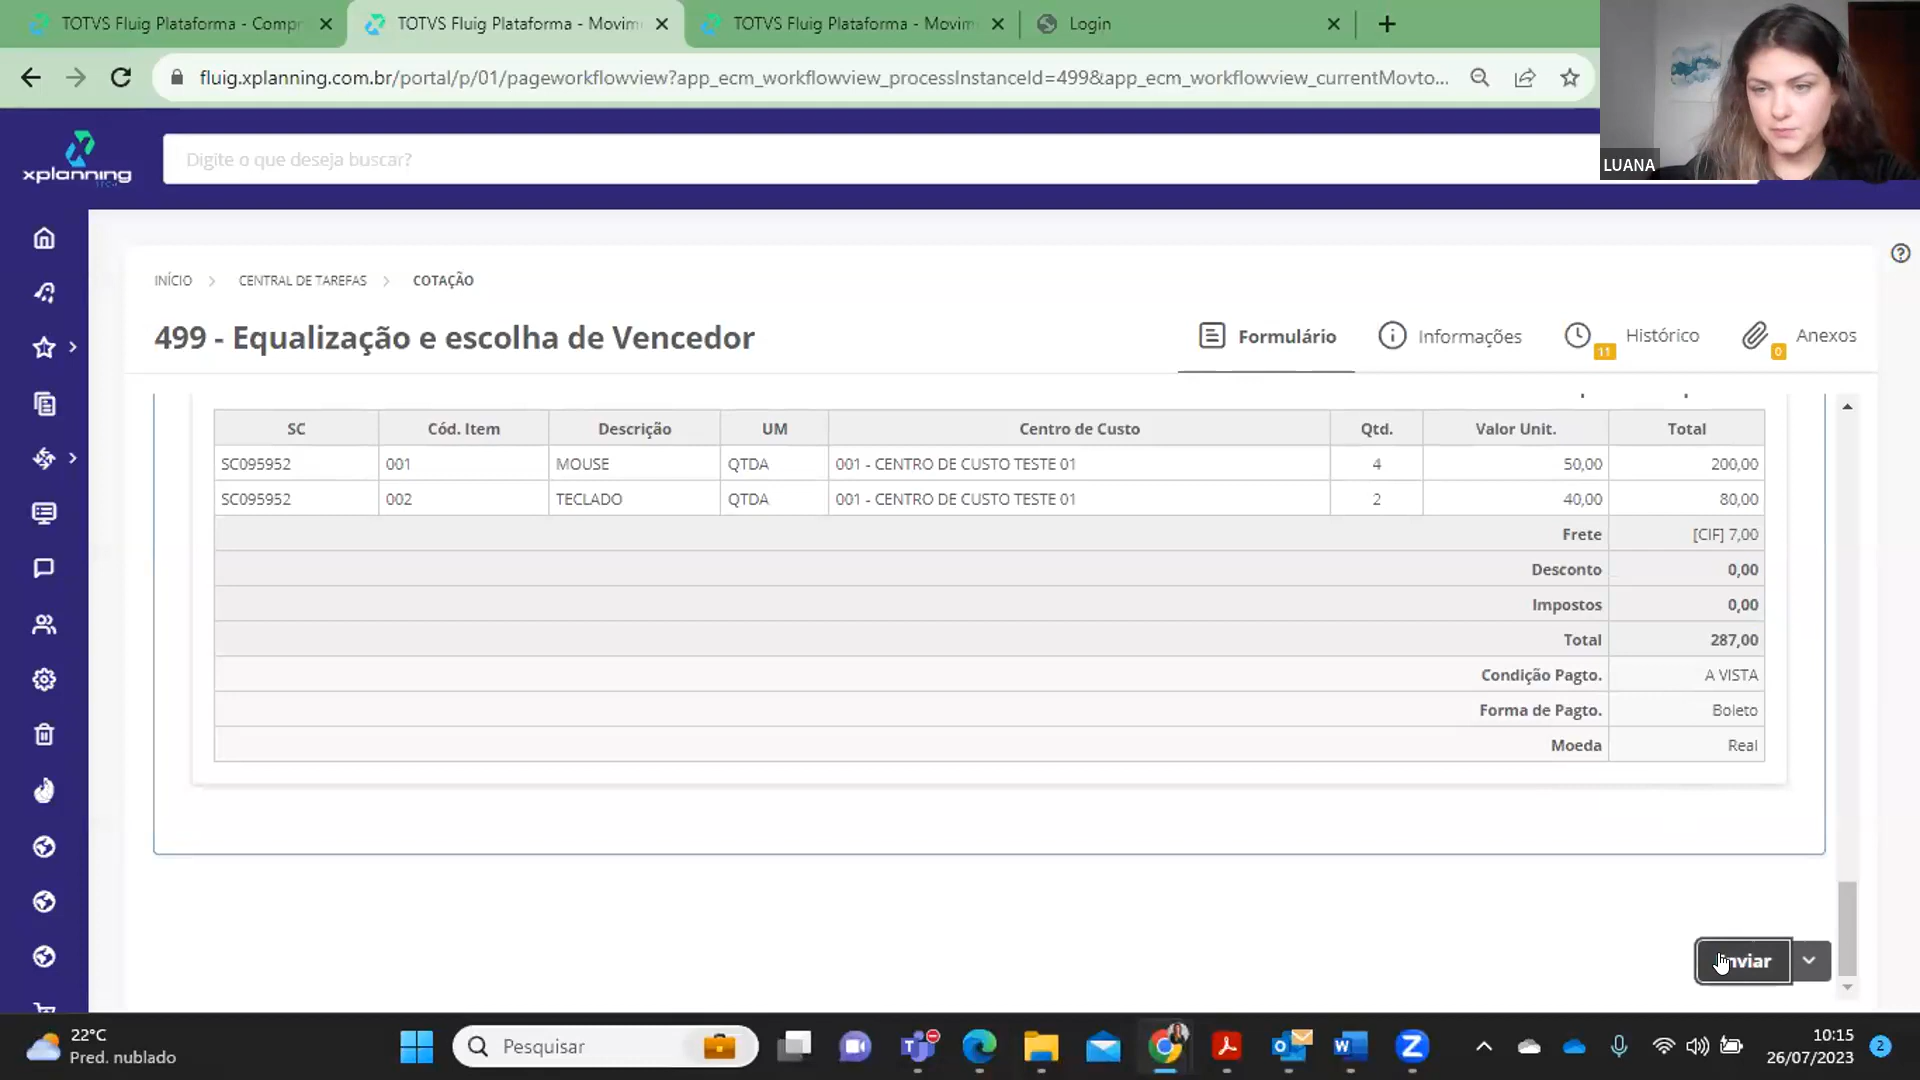 TOTVS Fluig Plataforma - Compr
TOTVS Fluig Plataforma - Movim
TOTVS Fluig Plataforma - Movim
Login
fluig.xplanning.com.br/portal/p/01/pageworkflowview?app_ecm_workflowview_processInstanceId=499&app_ecm_workflowview_currentMovto...
LUANA
xplanning
TECH
Digite o que deseja buscar?
INÍCIO > CENTRAL DE TAREFAS > COTAÇÃO
499 - Equalização e escolha de Vencedor
Formulário
Informações
11 Histórico
0 Anexos
SC Cód. Item Descrição UM Centro de Custo Qtd. Valor Unit. Total
SC095952 001 MOUSE QTDA 001 - CENTRO DE CUSTO TESTE 01 4 50,00 200,00
SC095952 002 TECLADO QTDA 001 - CENTRO DE CUSTO TESTE 01 2 40,00 80,00
Frete [CIF] 7,00
Desconto 0,00
Impostos 0,00
Total 287,00
Condição Pagto. A VISTA
Forma de Pagto. Boleto
Moeda Real
Enviar
22°C
Pred. nublado
Pesquisar
10:15
26/07/2023
2